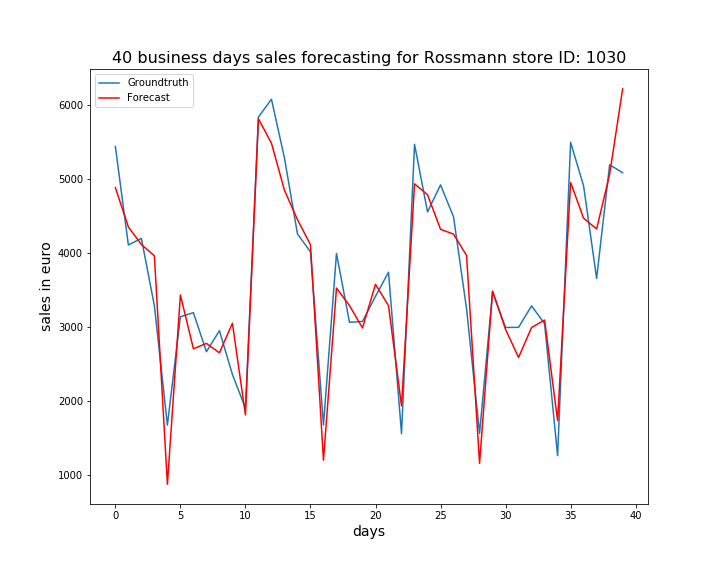 40 business days sales forecasting for Rossmann store ID: 1030
Groundtruth
Forecast
6000
5000
4000
3000
2000
1000
sales in euro
0 5 10 15 20 25 30 35 40
days